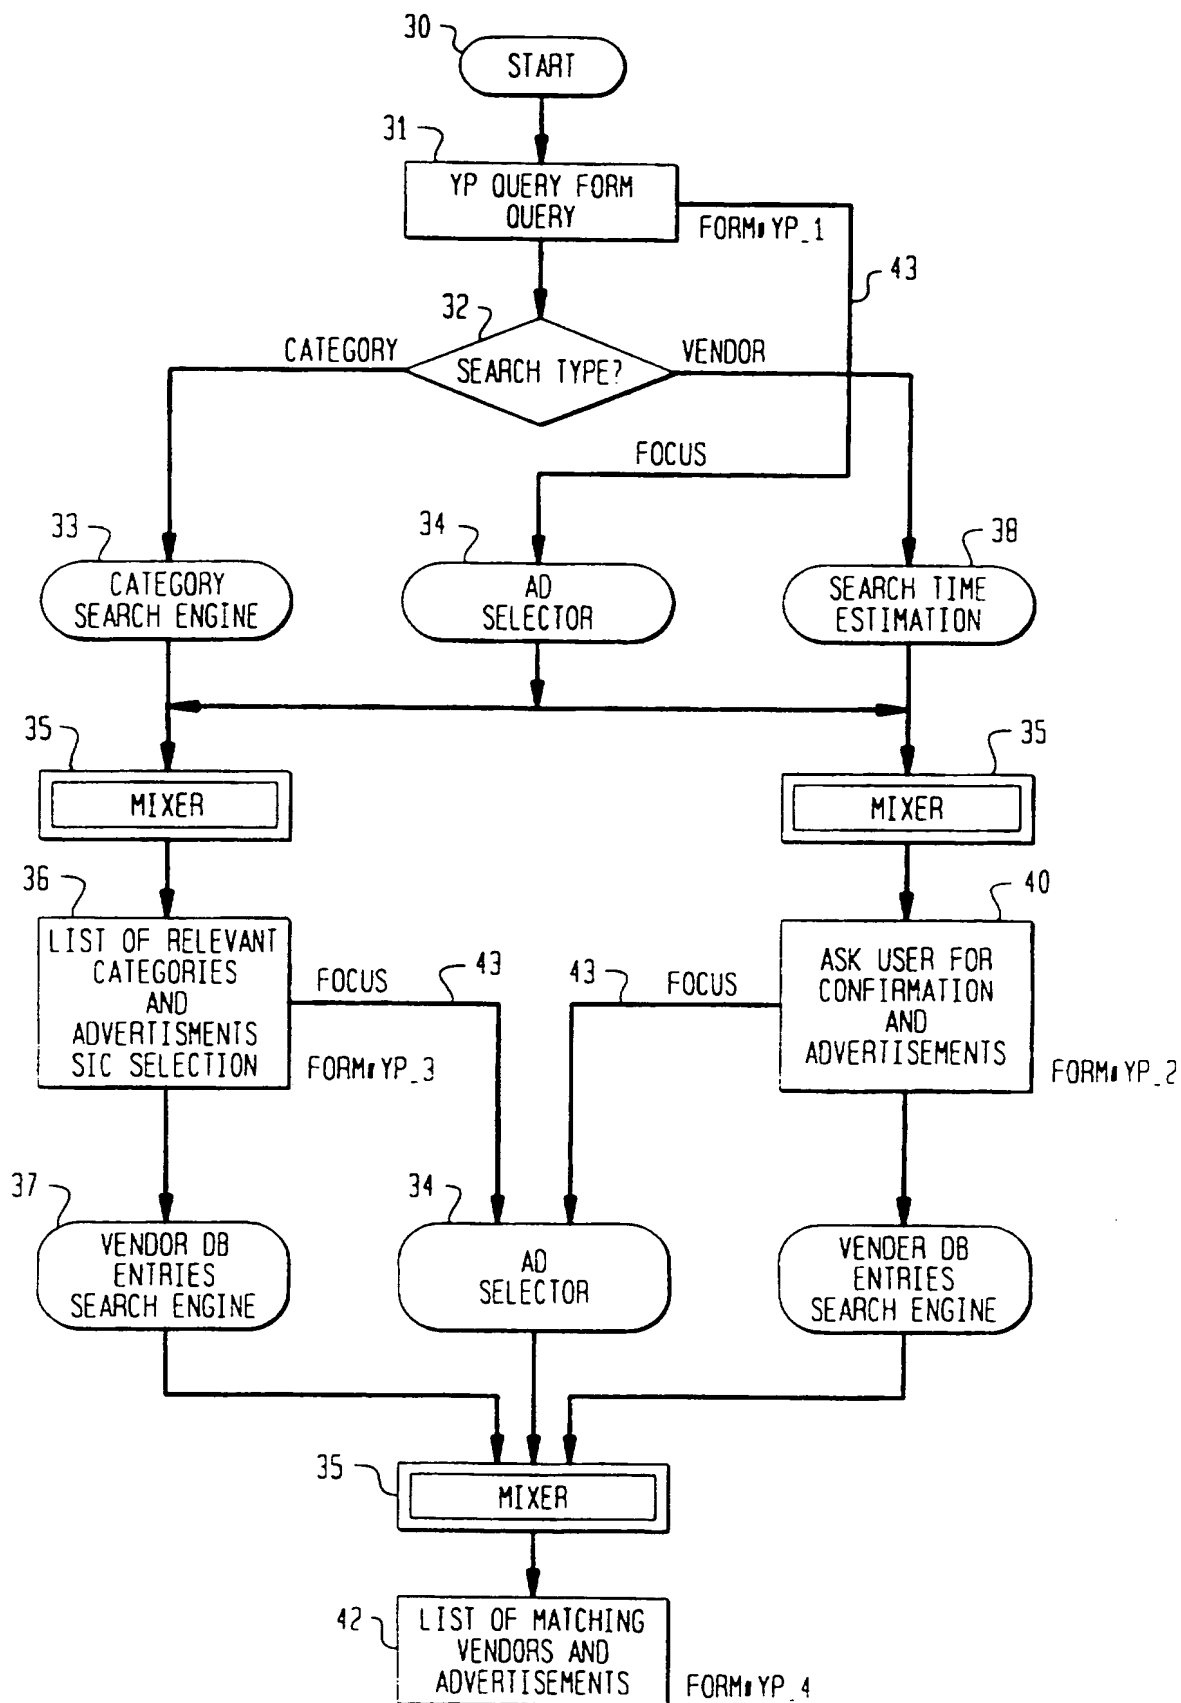 30
START
31
YP QUERY FORM
QUERY
FORM#YP_1
43
32
CATEGORY
SEARCH TYPE?
VENDOR
FOCUS
33
34
38
CATEGORY
SEARCH ENGINE
AD
SELECTOR
SEARCH TIME
ESTIMATION
35
35
MIXER
MIXER
36
40
LIST OF RELEVANT
CATEGORIES
AND
ADVERTISMENTS
SIC SELECTION
FOCUS
43
43
FOCUS
ASK USER FOR
CONFIRMATION
AND
ADVERTISEMENTS
FORM#YP_3
FORM#YP_2
37
34
VENDOR DB
ENTRIES
SEARCH ENGINE
AD
SELECTOR
VENDER DB
ENTRIES
SEARCH ENGINE
35
MIXER
42
LIST OF MATCHING
VENDORS AND
ADVERTISEMENTS
FORM#YP_4